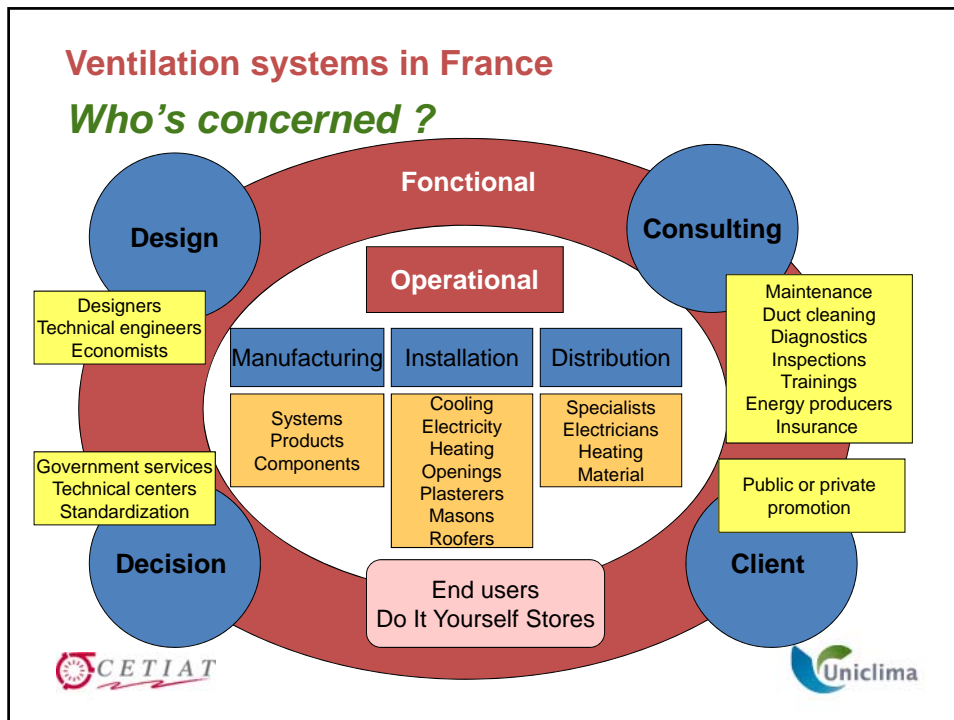 Ventilation systems in France
Who's concerned ?
Fonctional
Design
Consulting
Operational
Designers
Technical engineers
Economists
Maintenance
Duct cleaning
Diagnostics
Inspections
Trainings
Energy producers
Insurance
Manufacturing
Installation
Distribution
Systems
Products
Components
Cooling
Electricity
Heating
Openings
Plasterers
Masons
Roofers
Specialists
Electricians
Heating
Material
Government services
Technical centers
Standardization
Public or private
promotion
Decision
Client
End users
Do It Yourself Stores
CETIAT
Uniclima